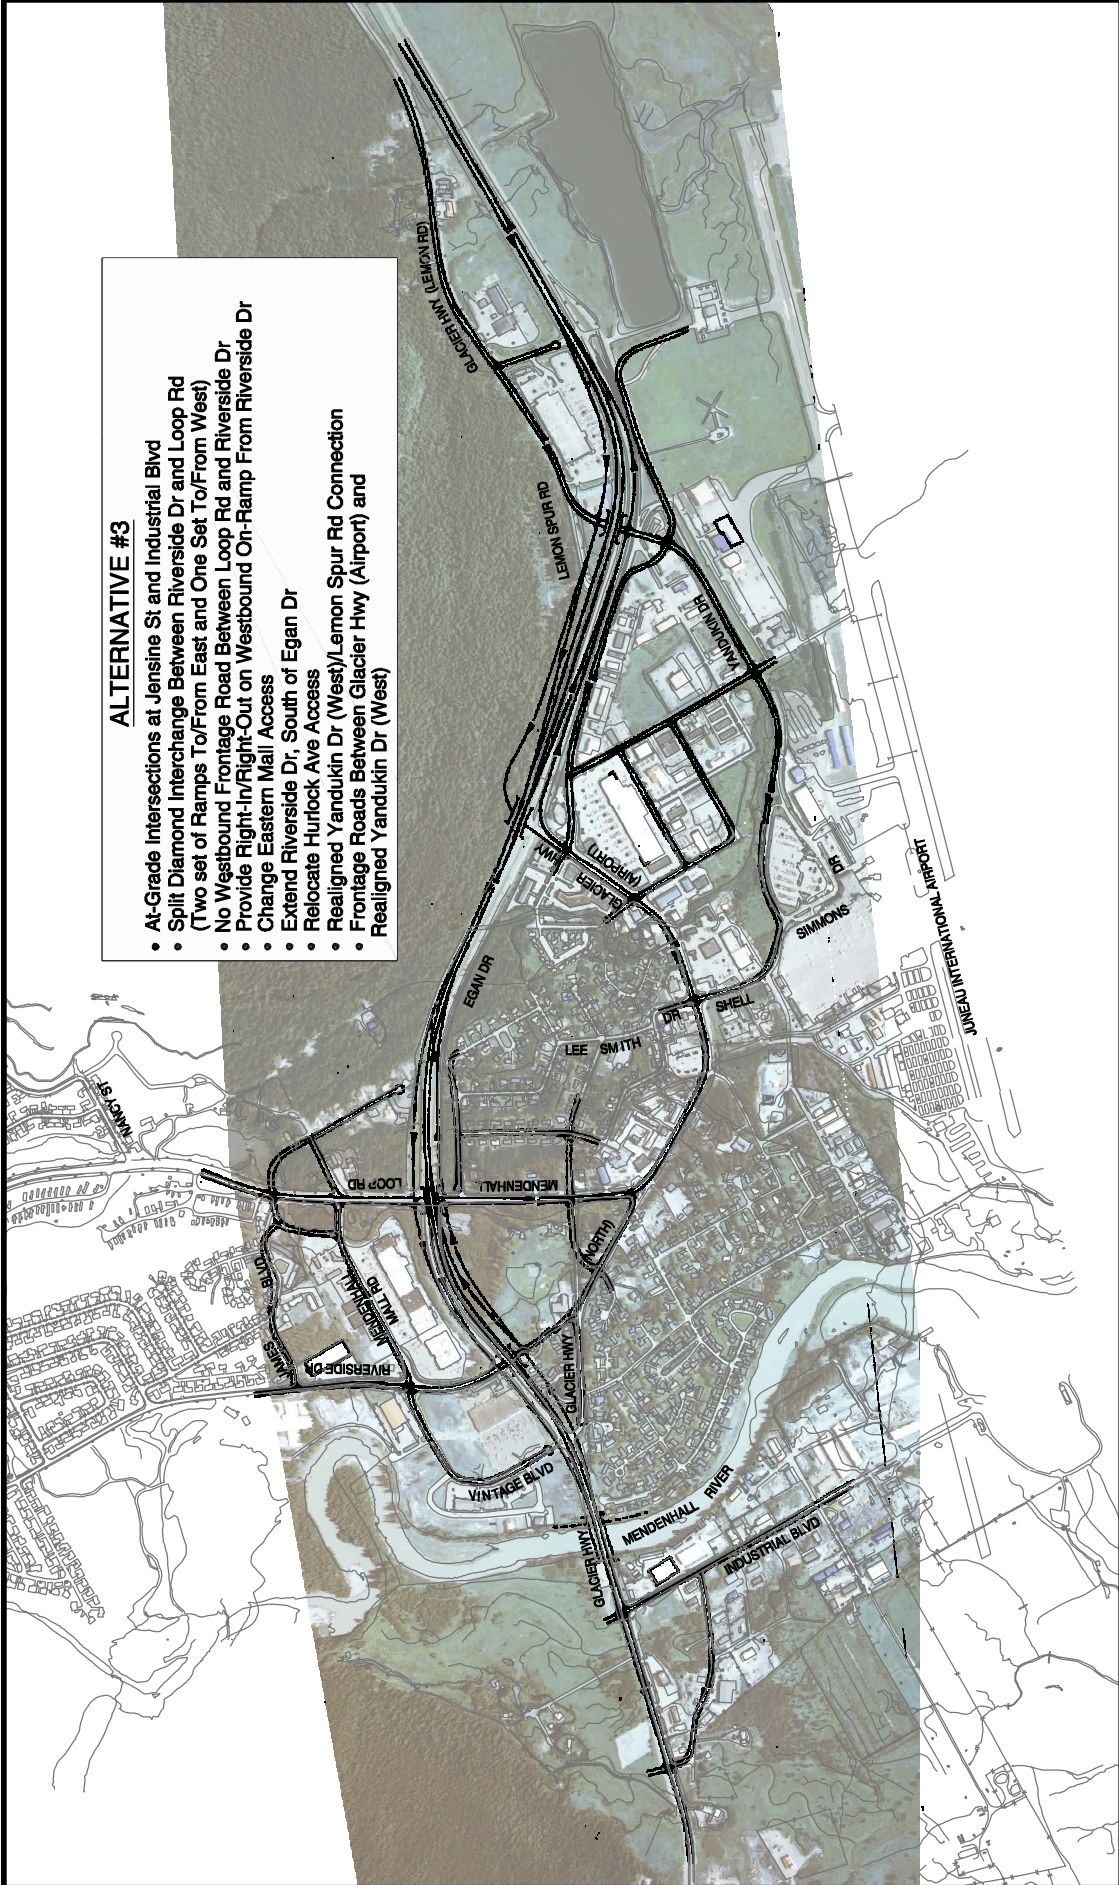 ALTERNATIVE #3
• At-Grade Intersections at Jensine St and Industrial Blvd
• Split Diamond Interchange Between Riverside Dr and Loop Rd
(Two set of Ramps To/From East and One Set To/From West)
• No Westbound Frontage Road Between Loop Rd and Riverside Dr
• Provide Right-In/Right-Out on Westbound On-Ramp From Riverside Dr
• Change Eastern Mall Access
• Extend Riverside Dr, South of Egan Dr
• Relocate Hurlock Ave Access
• Realigned Yandukin Dr (West)/Lemon Spur Rd Connection
• Frontage Roads Between Glacier Hwy (Airport) and
Realigned Yandukin Dr (West)
NANCY ST
LOOP RD
JAMES BLVD
MENDENHALL
MALL RD
RIVERSIDE DR
VINTAGE BLVD
GLACIER HWY
GLACIER HWY
(NORTH)
MENDENHALL
MENDENHALL RIVER
INDUSTRIAL BLVD
EGAN DR
LEE SMITH DR
SHELL
SIMMONS DR
GLACIER HWY
(AIRPORT)
YANDUKIN DR
LEMON SPUR RD
GLACIER HWY (LEMON RD)
JUNEAU INTERNATIONAL AIRPORT